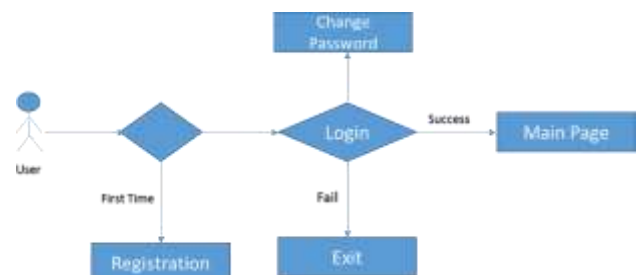 Change
Password
Login
Success
Main Page
User
First Time
Fail
Registration
Exit